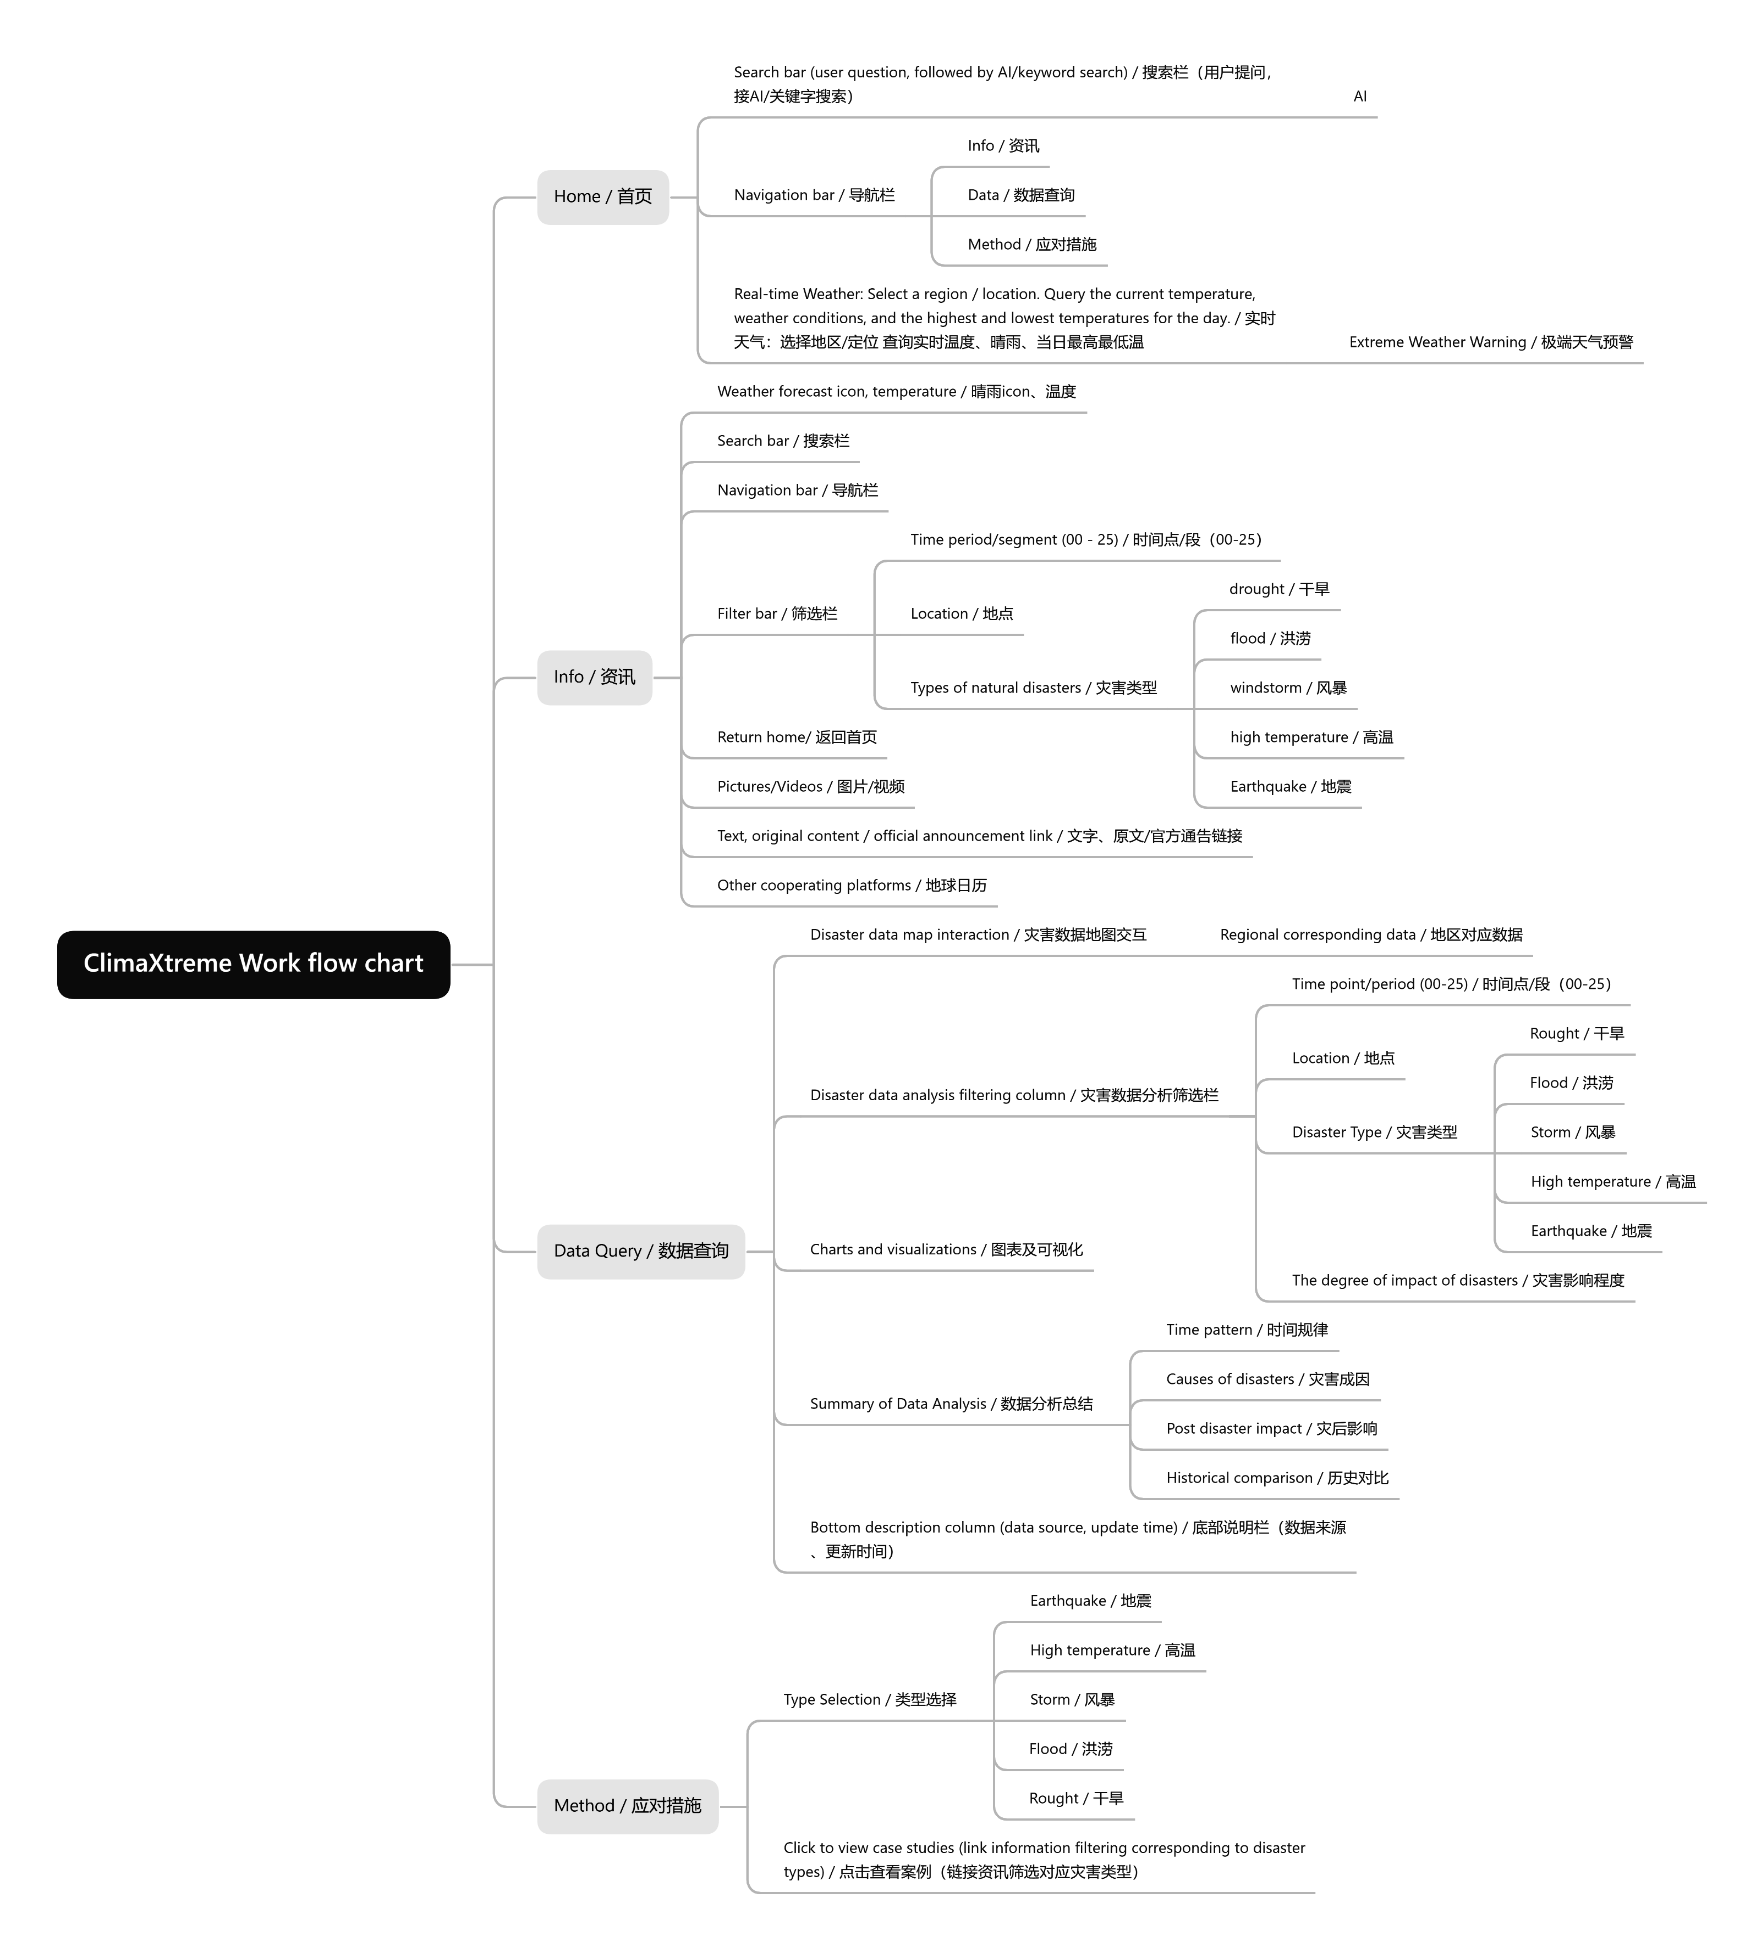 Search bar (user question, followed by AI/keyword search) / 搜索栏（用户提问，
接AI/关键字搜索）
AI
Info / 资讯
Home / 首页
Navigation bar / 导航栏
Data / 数据查询
Method / 应对措施
Real-time Weather: Select a region / location. Query the current temperature,
weather conditions, and the highest and lowest temperatures for the day. / 实时
天气：选择地区/定位 查询实时温度、晴雨、当日最高最低温
Extreme Weather Warning / 极端天气预警
Weather forecast icon, temperature / 晴雨icon、温度
Search bar / 搜索栏
Navigation bar / 导航栏
Time period/segment (00 - 25) / 时间点/段（00-25）
drought / 干旱
Filter bar / 筛选栏
Location / 地点
flood / 洪涝
Info / 资讯
Types of natural disasters / 灾害类型
windstorm / 风暴
Return home/ 返回首页
high temperature / 高温
Pictures/Videos / 图片/视频
Earthquake / 地震
Text, original content / official announcement link / 文字、原文/官方通告链接
Other cooperating platforms / 地球日历
ClimaXtreme Work flow chart
Disaster data map interaction / 灾害数据地图交互
Regional corresponding data / 地区对应数据
Time point/period (00-25) / 时间点/段（00-25）
Rought / 干旱
Location / 地点
Flood / 洪涝
Disaster data analysis filtering column / 灾害数据分析筛选栏
Disaster Type / 灾害类型
Storm / 风暴
High temperature / 高温
Earthquake / 地震
Data Query / 数据查询
Charts and visualizations / 图表及可视化
The degree of impact of disasters / 灾害影响程度
Time pattern / 时间规律
Causes of disasters / 灾害成因
Summary of Data Analysis / 数据分析总结
Post disaster impact / 灾后影响
Historical comparison / 历史对比
Bottom description column (data source, update time) / 底部说明栏（数据来源
、更新时间）
Earthquake / 地震
High temperature / 高温
Type Selection / 类型选择
Storm / 风暴
Flood / 洪涝
Rought / 干旱
Method / 应对措施
Click to view case studies (link information filtering corresponding to disaster
types) / 点击查看案例（链接资讯筛选对应灾害类型）